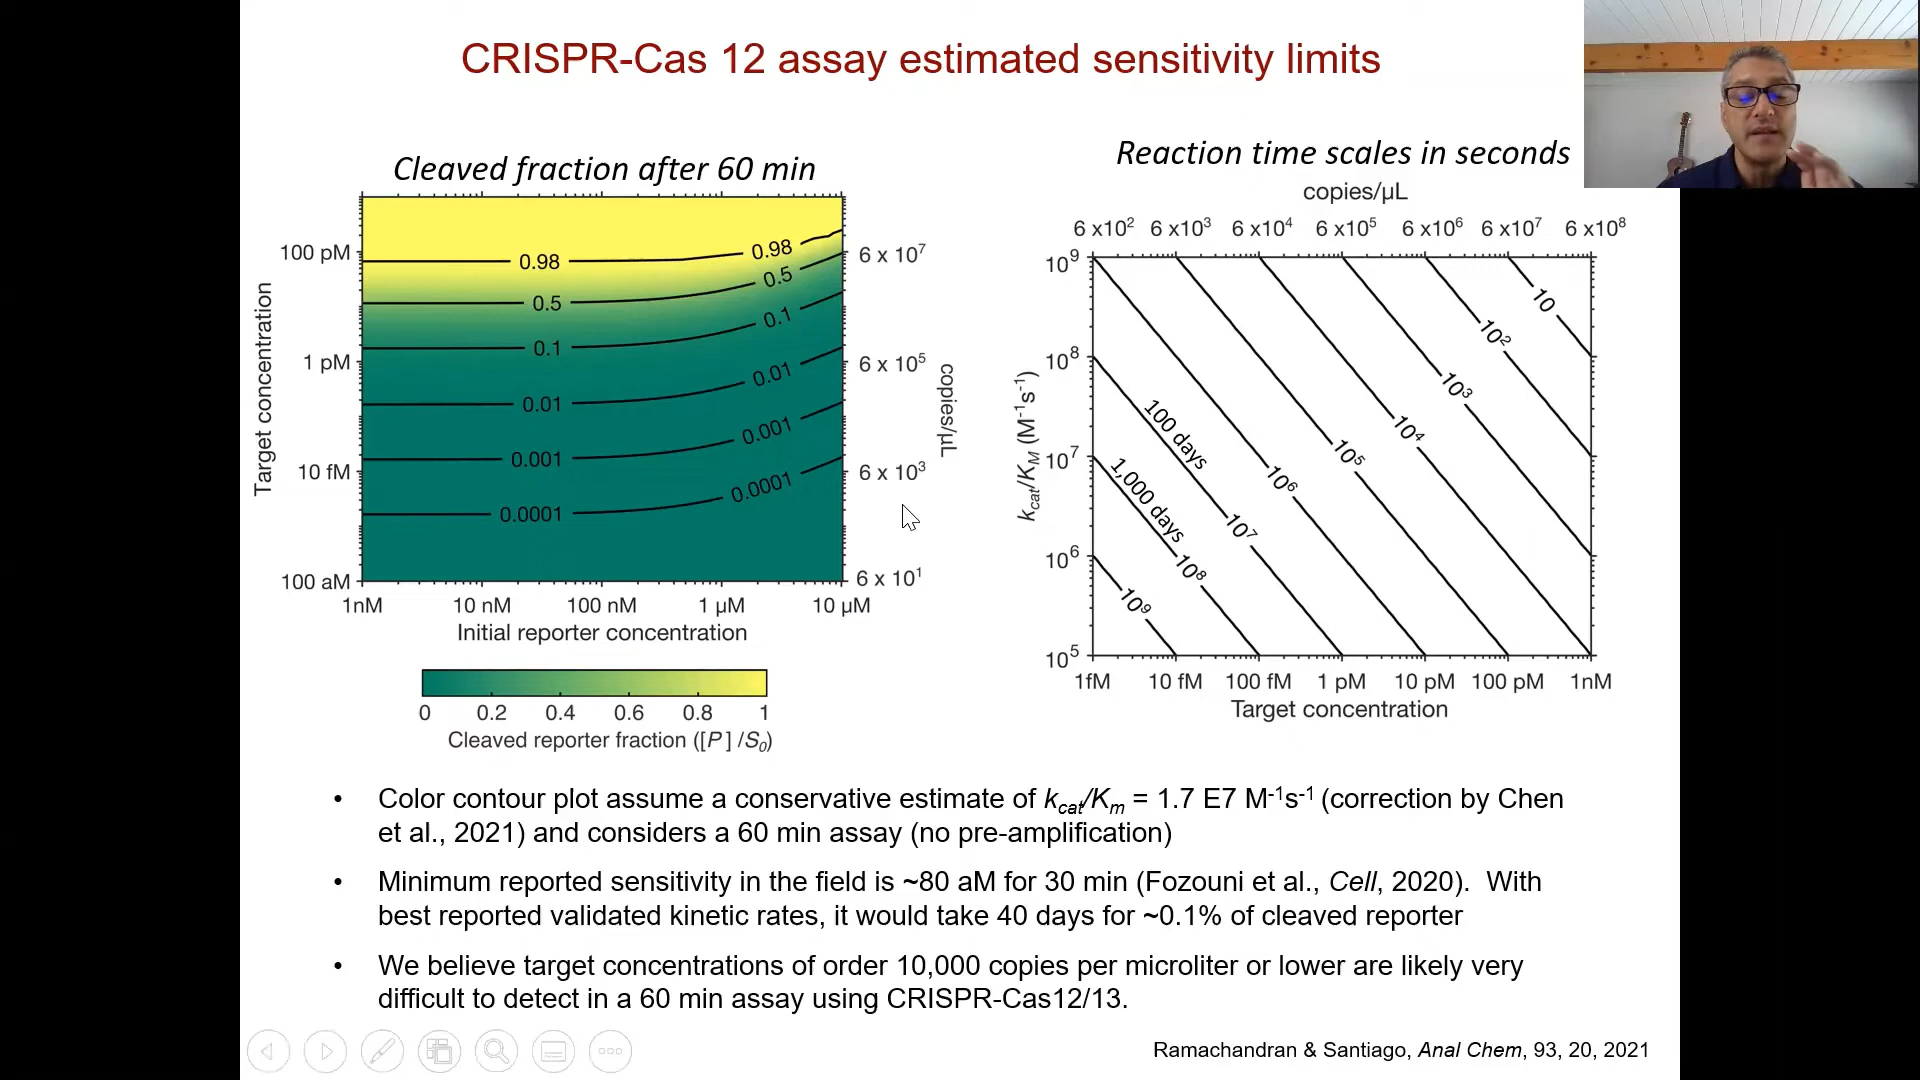 CRISPR-Cas 12 assay estimated sensitivity limits
Cleaved fraction after 60 min
100 pM
1 pM
10 fM
100 aM
Target concentration
0.98
0.98
0.5
0.5
0.1
0.1
0.01
0.01
0.001
0.001
0.0001
0.0001
6 x 10⁷
6 x 10⁵
6 x 10³
6 x 10¹
copies/µL
1nM 10 nM 100 nM 1 µM 10 µM
Initial reporter concentration
0 0.2 0.4 0.6 0.8 1
Cleaved reporter fraction ([P] /S₀)
Reaction time scales in seconds
copies/µL
6 x10² 6 x10³ 6 x10⁴ 6 x10⁵ 6 x10⁶ 6 x10⁷ 6 x10⁸
10⁹
10⁸
10⁷
10⁶
10⁵
k_cat/K_M (M⁻¹s⁻¹)
10
10²
10³
10⁴
10⁵
10⁶
10⁷
10⁸
10⁹
100 days
1,000 days
1fM 10 fM 100 fM 1 pM 10 pM 100 pM 1nM
Target concentration
• Color contour plot assume a conservative estimate of k_cat/K_m = 1.7 E7 M⁻¹s⁻¹ (correction by Chen
et al., 2021) and considers a 60 min assay (no pre-amplification)
• Minimum reported sensitivity in the field is ~80 aM for 30 min (Fozouni et al., Cell, 2020). With
best reported validated kinetic rates, it would take 40 days for ~0.1% of cleaved reporter
• We believe target concentrations of order 10,000 copies per microliter or lower are likely very
difficult to detect in a 60 min assay using CRISPR-Cas12/13.
Ramachandran & Santiago, Anal Chem, 93, 20, 2021